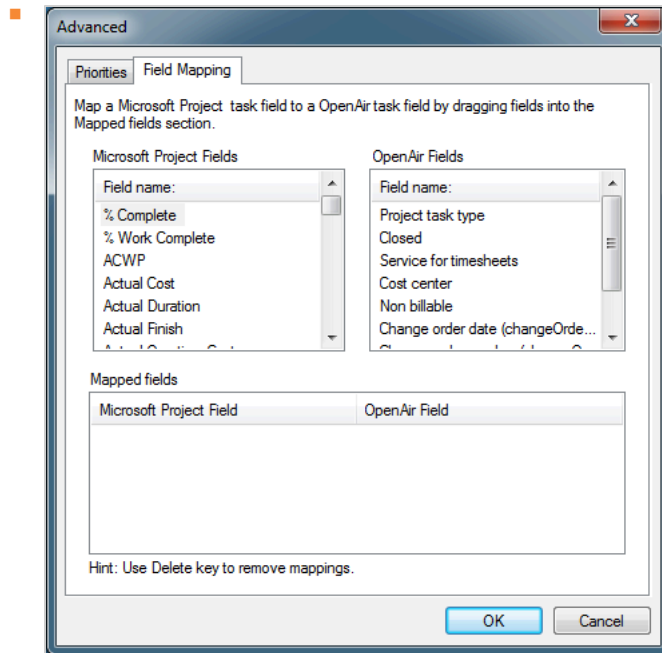 Advanced
Priorities Field Mapping
Map a Microsoft Project task field to a OpenAir task field by dragging fields into the
Mapped fields section.
Microsoft Project Fields OpenAir Fields
Field name: Field name:
% Complete Project task type
% Work Complete Closed
ACWP Service for timesheets
Actual Cost Cost center
Actual Duration Non billable
Actual Finish Change order date (changeOrde...
Mapped fields
Microsoft Project Field OpenAir Field
Hint: Use Delete key to remove mappings.
OK Cancel